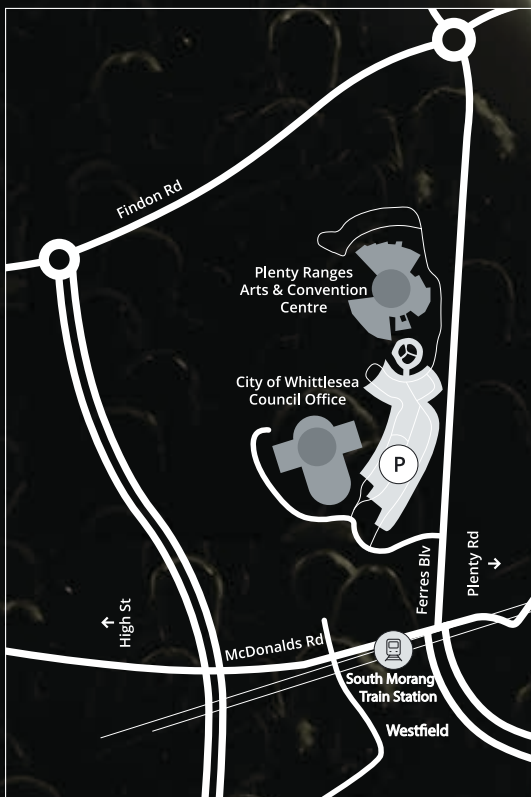 Findon Rd
Plenty Ranges
Arts & Convention
Centre
City of Whittlesea
Council Office
P
Ferres Blv
Plenty Rd
→
←
High St
McDonalds Rd
South Morang
Train Station
Westfield